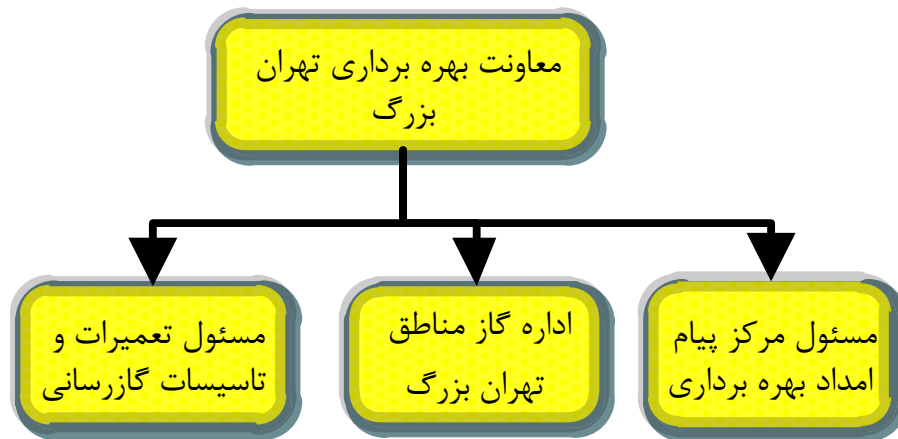 معاونت بهره برداری تهران
بزرگ
مسئول مرکز پیام
امداد بهره برداری
اداره گاز مناطق
تهران بزرگ
مسئول تعمیرات و
تاسیسات گازرسانی